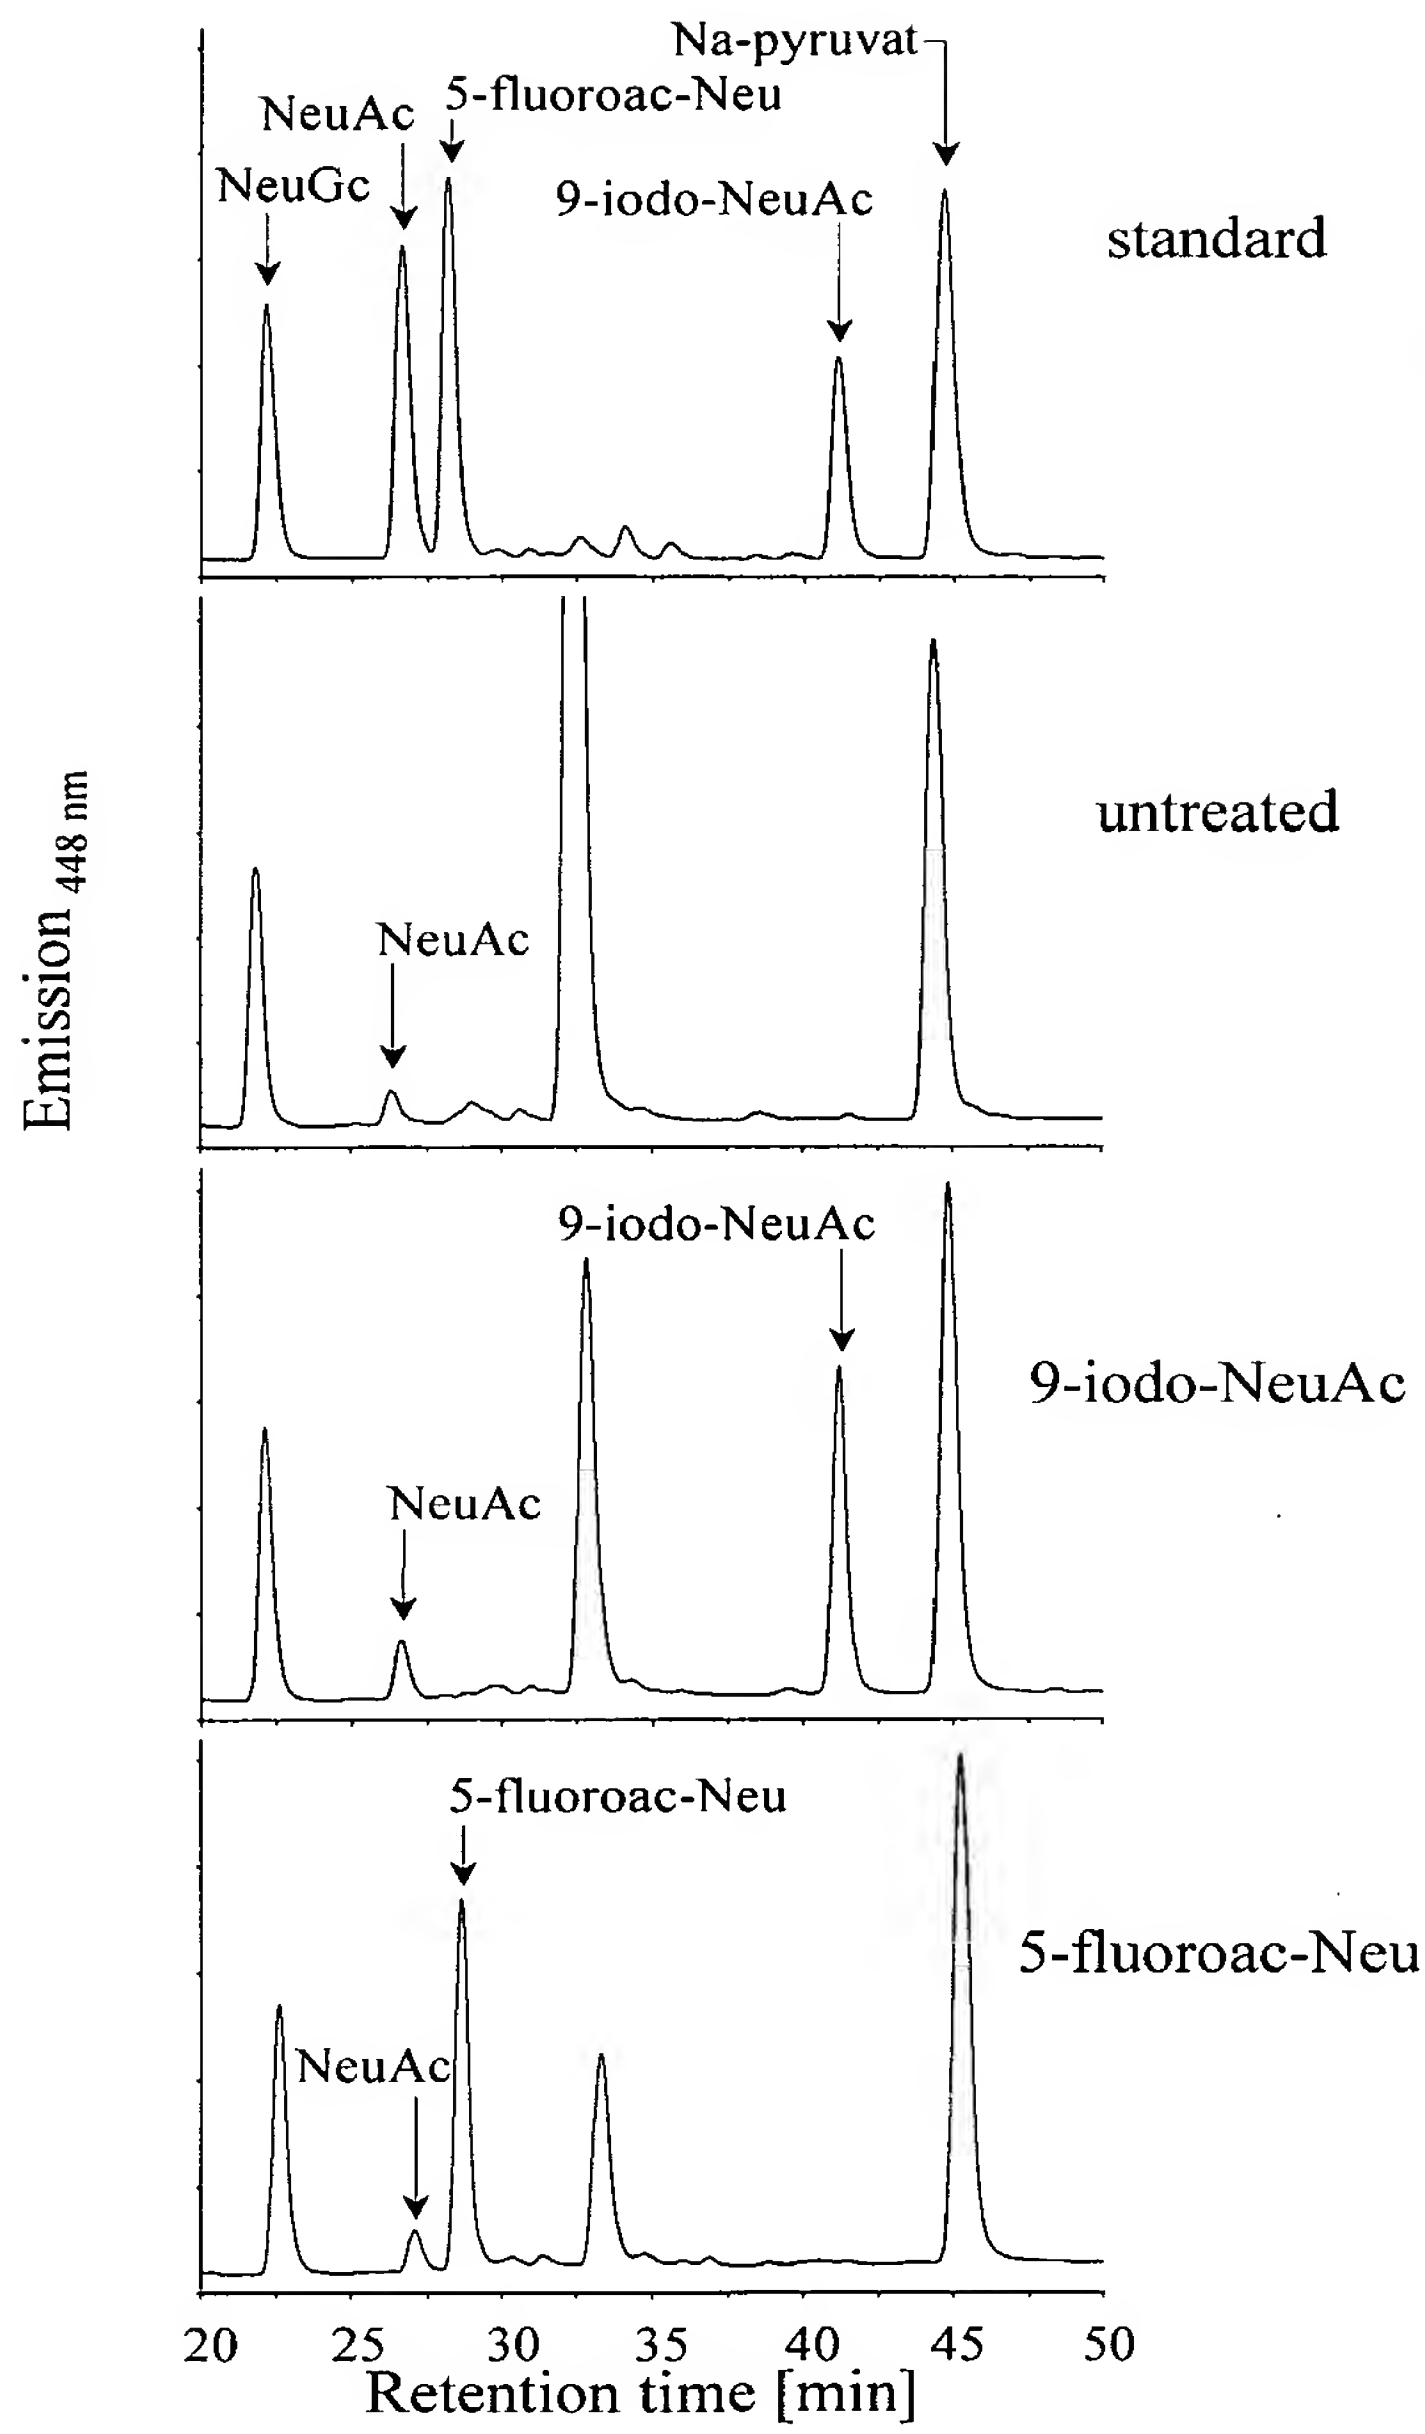 Na-pyruvat
5-fluoroac-Neu
NeuAc
NeuGc
9-iodo-NeuAc
standard
untreated
NeuAc
Emission 448 nm
9-iodo-NeuAc
9-iodo-NeuAc
NeuAc
5-fluoroac-Neu
5-fluoroac-Neu
NeuAc
20 25 30 35 40 45 50
Retention time [min]